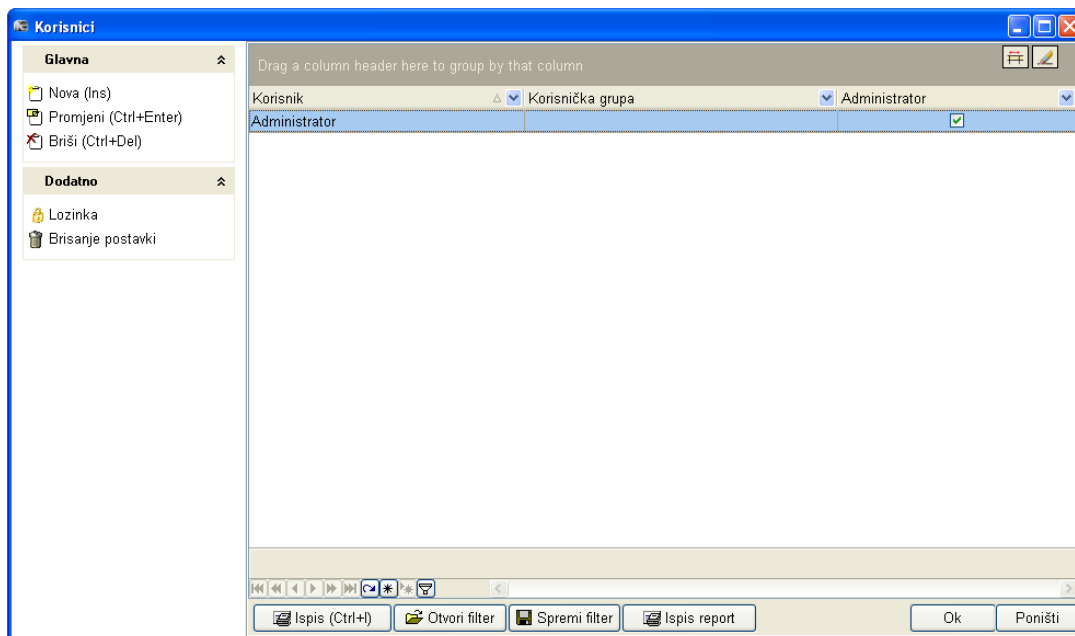 Korisnici
Glavna
Nova (Ins)
Promjeni (Ctrl+Enter)
Briši (Ctrl+Del)
Dodatno
Lozinka
Brisanje postavki
Drag a column header here to group by that column
Korisnik Korisnička grupa Administrator
Administrator
Ispis (Ctrl+I) Otvori filter Spremi filter Ispis report Ok Poništi